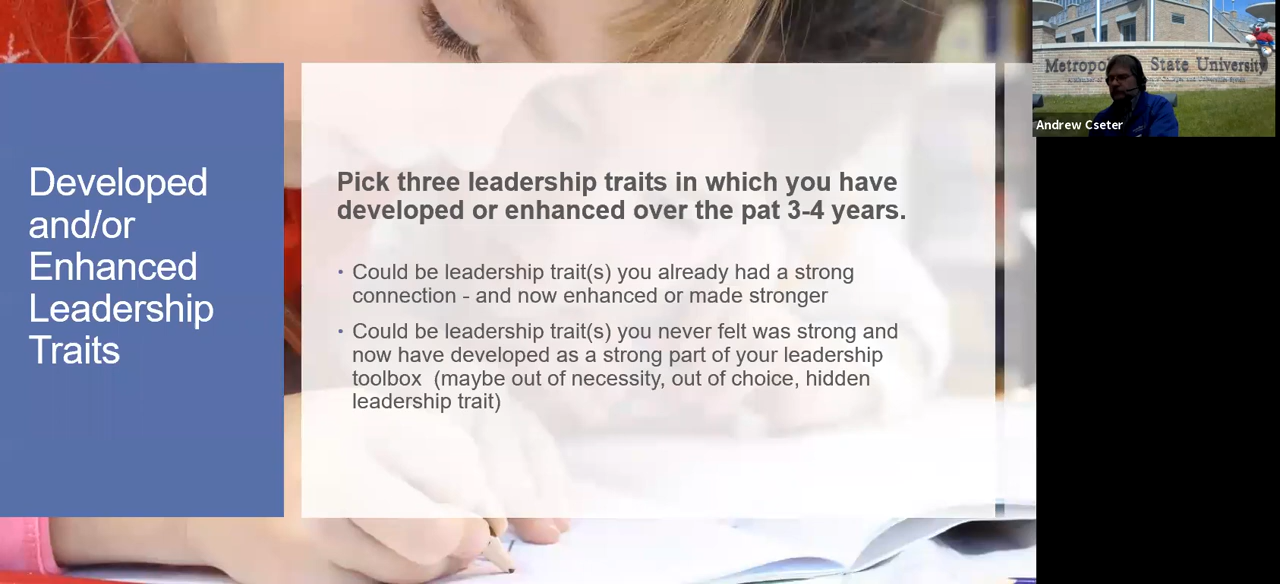 Developed
and/or
Enhanced
Leadership
Traits
Pick three leadership traits in which you have
developed or enhanced over the pat 3-4 years.
• Could be leadership trait(s) you already had a strong
connection - and now enhanced or made stronger
• Could be leadership trait(s) you never felt was strong and
now have developed as a strong part of your leadership
toolbox (maybe out of necessity, out of choice, hidden
leadership trait)
Metropo State University
Andrew Cseter